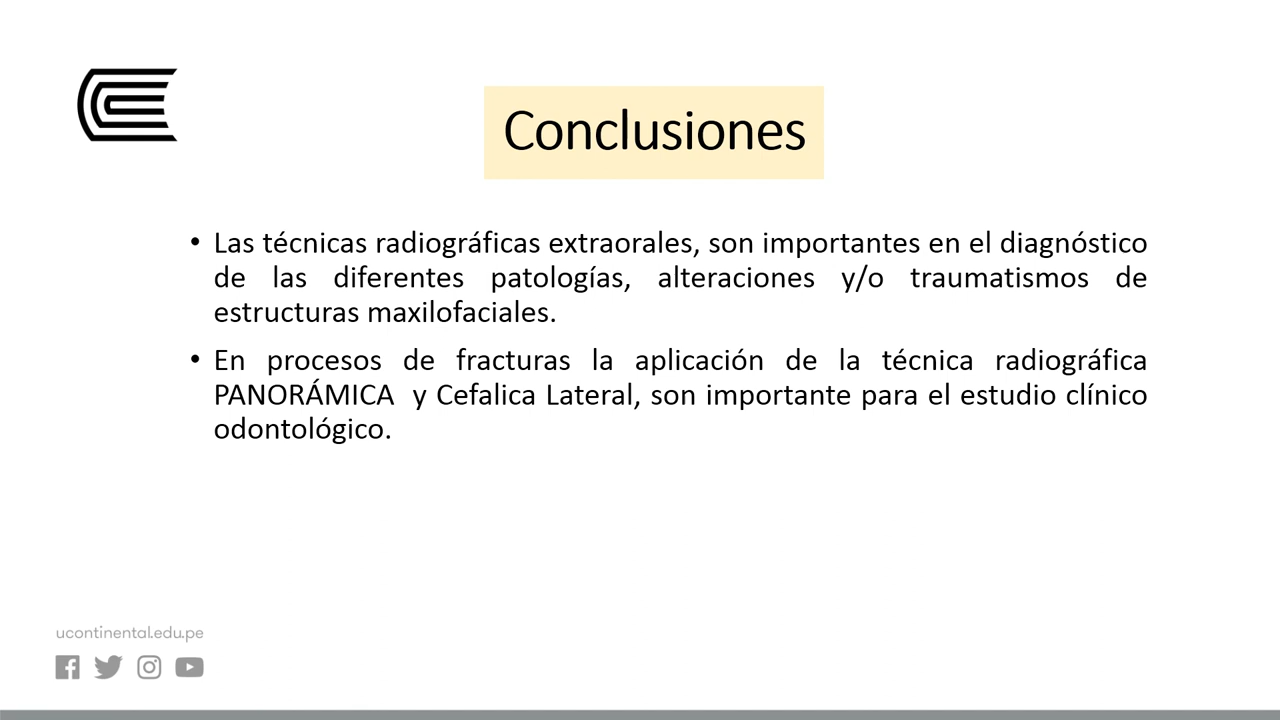 Conclusiones
• Las técnicas radiográficas extraorales, son importantes en el diagnóstico
de las diferentes patologías, alteraciones y/o traumatismos de
estructuras maxilofaciales.
• En procesos de fracturas la aplicación de la técnica radiográfica
PANORÁMICA  y Cefalica Lateral, son importante para el estudio clínico
odontológico.
ucontinental.edu.pe